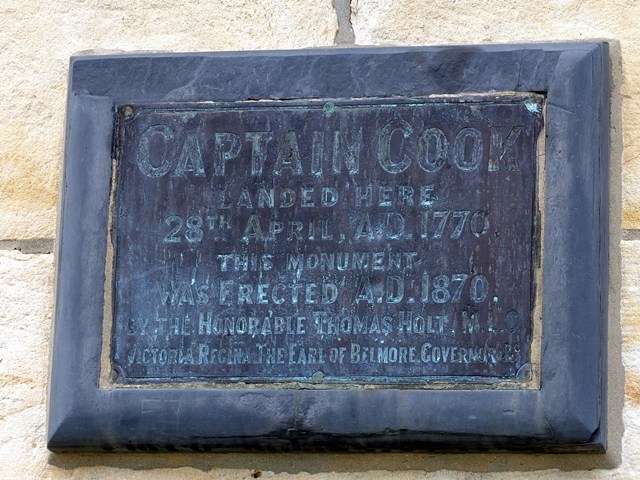 CAPTAIN COOK
LANDED HERE
28TH APRIL, A.D. 1770
THIS MONUMENT
WAS ERECTED A.D. 1870.
BY THE HONORABLE THOMAS HOLT, M.L.C
VICTORIA REGINA. THE EARL OF BELMORE, GOVERNOR.